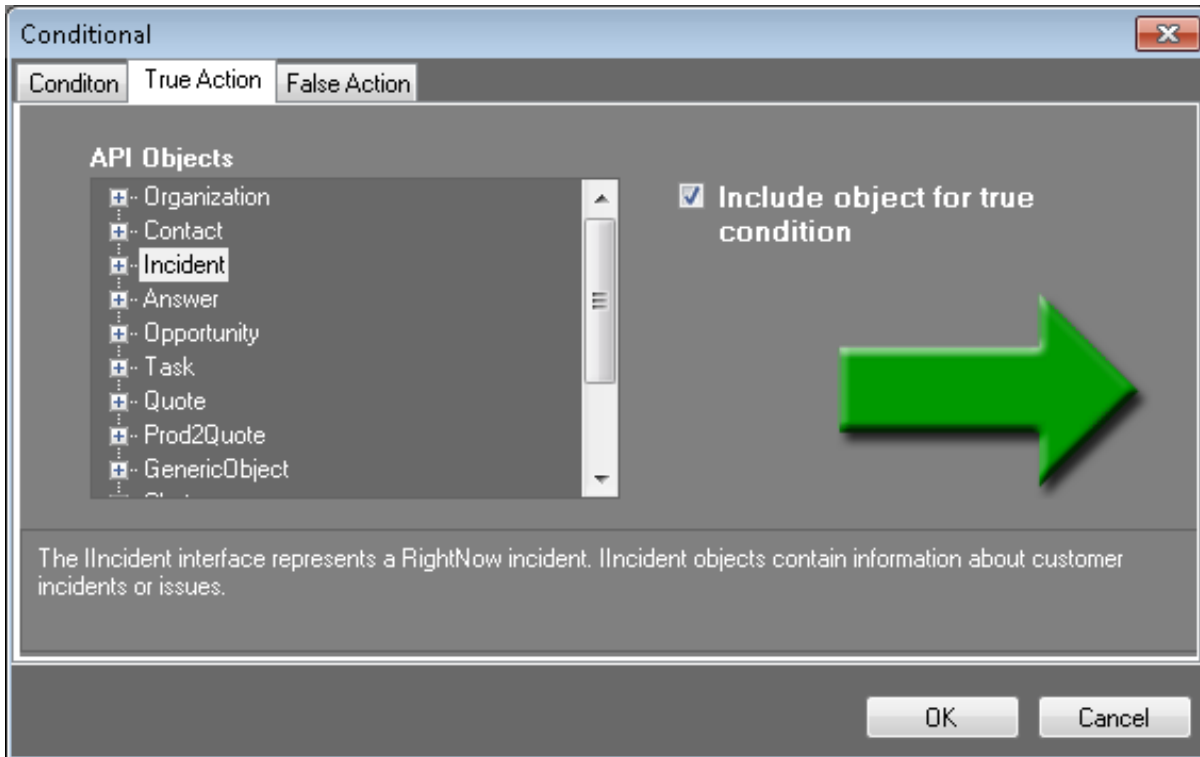 Conditional
Conditon
True Action
False Action
API Objects
Organization
Contact
Incident
Answer
Opportunity
Task
Quote
Prod2Quote
GenericObject
Include object for true
condition
The IIncident interface represents a RightNow incident. IIncident objects contain information about customer
incidents or issues.
OK
Cancel